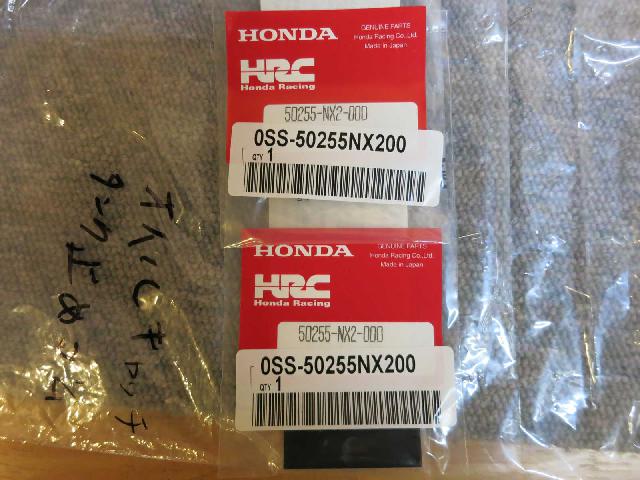 HONDA
GENUINE PARTS
Honda Racing Co.,Ltd.
Made in Japan
HRC
Honda Racing
50255-NX2-000
0SS-50255NX200
QTY 1
HONDA
GENUINE PARTS
Honda Racing Co.,Ltd.
Made in Japan
HRC
Honda Racing
50255-NX2-000
0SS-50255NX200
QTY 1